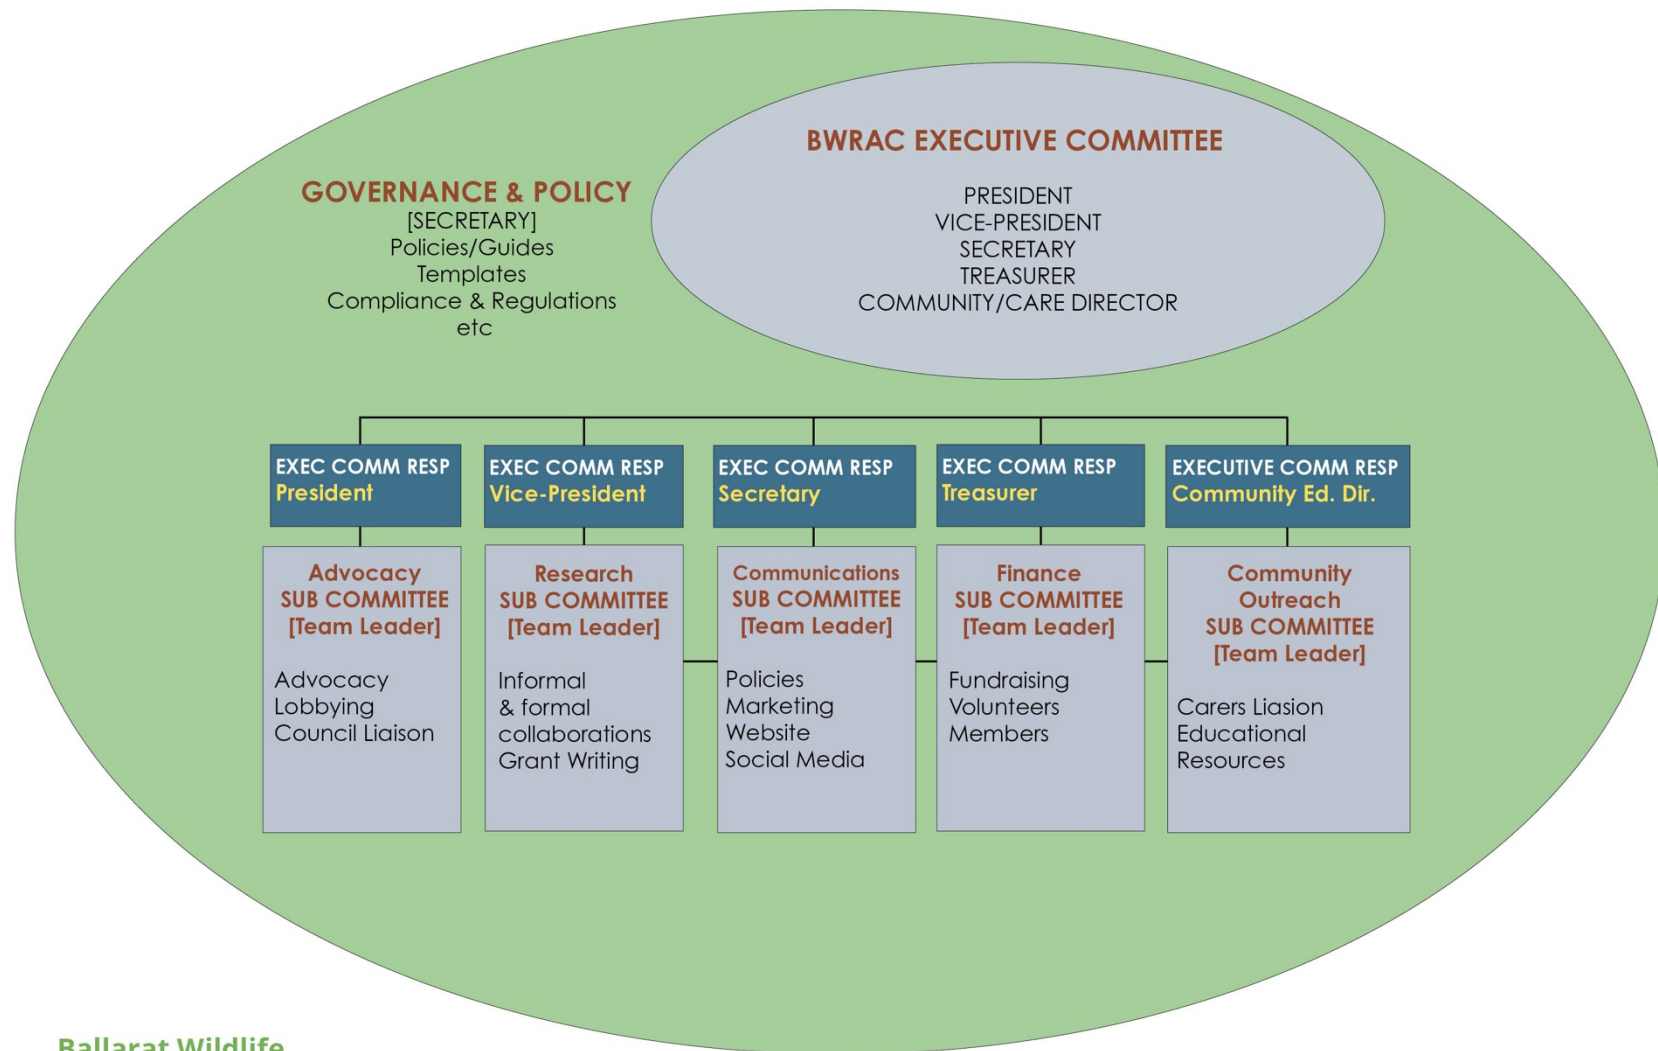 BWRAC EXECUTIVE COMMITTEE
PRESIDENT
VICE-PRESIDENT
SECRETARY
TREASURER
COMMUNITY/CARE DIRECTOR
GOVERNANCE & POLICY
[SECRETARY]
Policies/Guides
Templates
Compliance & Regulations
etc
EXEC COMM RESP
President
EXEC COMM RESP
Vice-President
EXEC COMM RESP
Secretary
EXEC COMM RESP
Treasurer
EXECUTIVE COMM RESP
Community Ed. Dir.
Advocacy
SUB COMMITTEE
[Team Leader]
Advocacy
Lobbying
Council Liaison
Research
SUB COMMITTEE
[Team Leader]
Informal
& formal
collaborations
Grant Writing
Communications
SUB COMMITTEE
[Team Leader]
Policies
Marketing
Website
Social Media
Finance
SUB COMMITTEE
[Team Leader]
Fundraising
Volunteers
Members
Community
Outreach
SUB COMMITTEE
[Team Leader]
Carers Liasion
Educational
Resources
Ballarat Wildlife